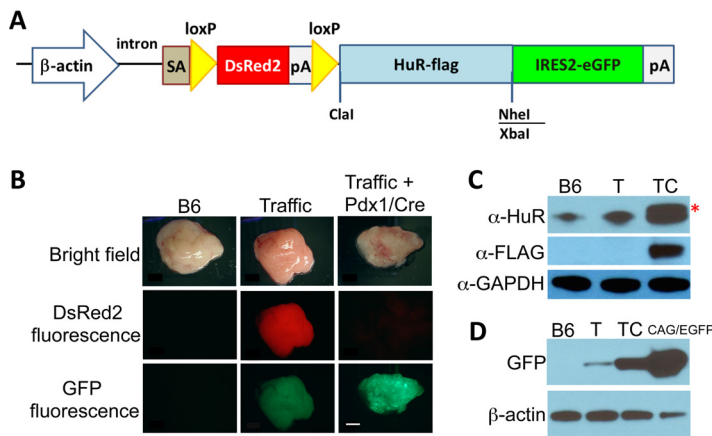 A
loxP loxP
intron
β-actin SA DsRed2 pA HuR-flag IRES2-eGFP pA
ClaI NheI
XbaI
B
B6 Traffic Traffic +
Pdx1/Cre
Bright field
DsRed2
fluorescence
GFP
fluorescence
C
B6 T TC
α-HuR *
α-FLAG
α-GAPDH
D
B6 T TC CAG/EGFP
GFP
β-actin